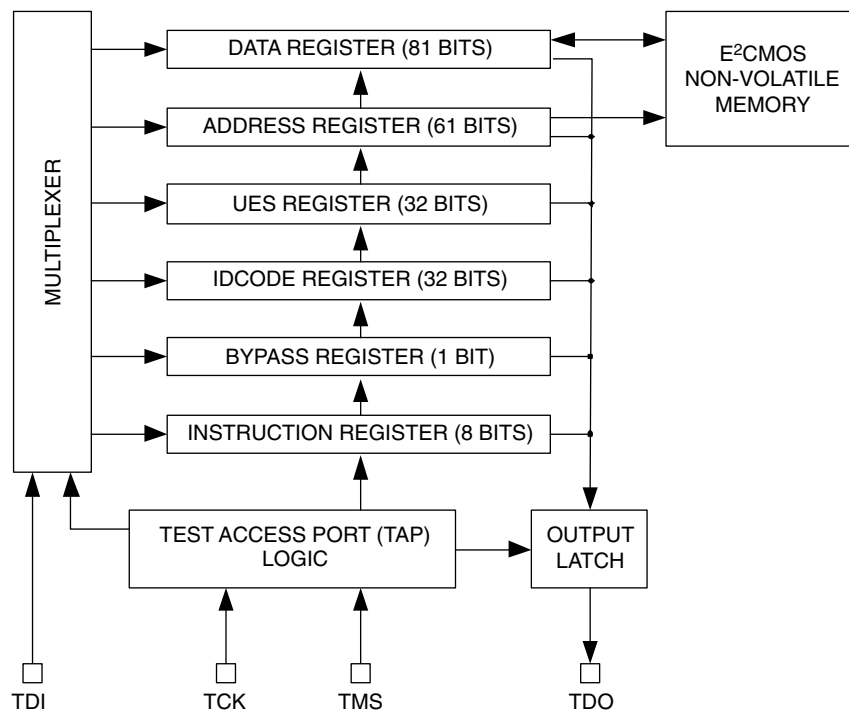 DATA REGISTER (81 BITS)
E²CMOS
NON-VOLATILE
MEMORY
ADDRESS REGISTER (61 BITS)
MULTIPLEXER
UES REGISTER (32 BITS)
IDCODE REGISTER (32 BITS)
BYPASS REGISTER (1 BIT)
INSTRUCTION REGISTER (8 BITS)
TEST ACCESS PORT (TAP)
LOGIC
OUTPUT
LATCH
TDI
TCK
TMS
TDO